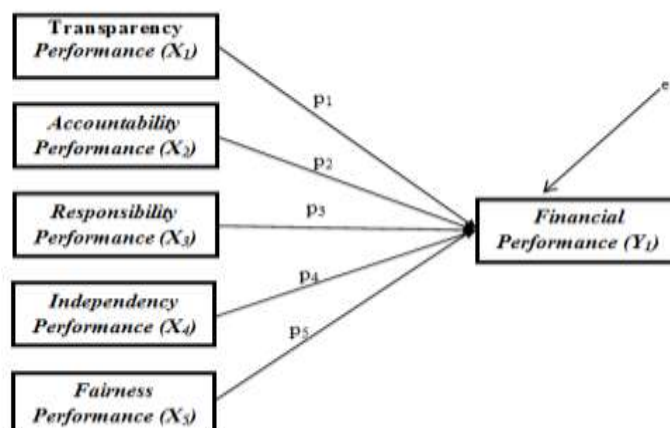 Transparency
Performance (X₁)
p₁
e
Accountability
Performance (X₂)
p₂
Responsibility
Performance (X₃)
p₃
Financial
Performance (Y₁)
Independency
Performance (X₄)
p₄
p₅
Fairness
Performance (X₅)